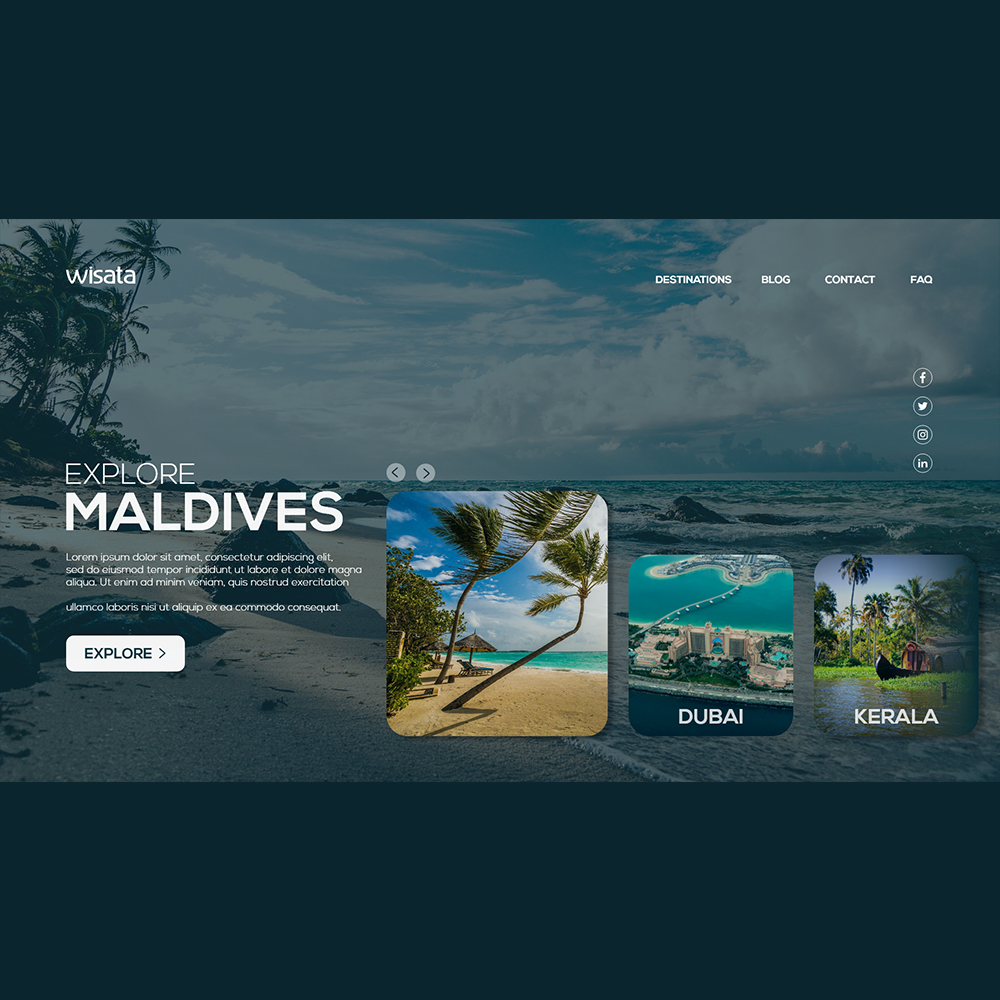 wisata
DESTINATIONS BLOG CONTACT FAQ
EXPLORE
MALDIVES
Lorem ipsum dolor sit amet, consectetur adipiscing elit,
sed do eiusmod tempor incididunt ut labore et dolore magna
aliqua. Ut enim ad minim veniam, quis nostrud exercitation
ullamco laboris nisi ut aliquip ex ea commodo consequat.
EXPLORE >
DUBAI
KERALA